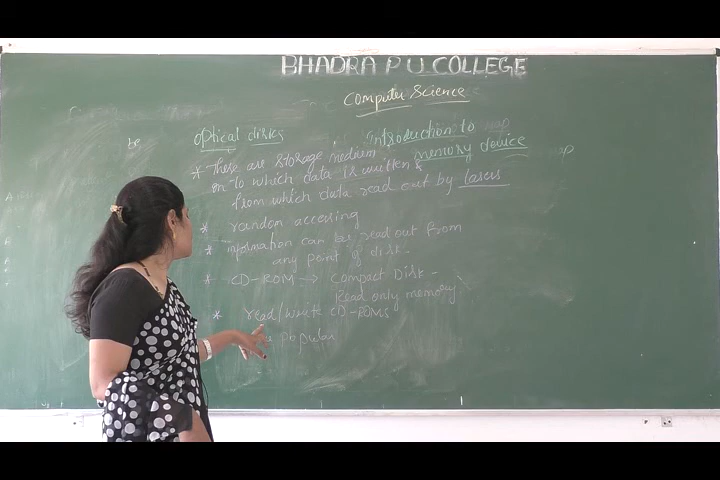 BHADRA P U COLLEGE
Computer Science
Optical disks
Introduction to
memory device
* These are storage medium
on to which data is written &
from which data read out by lasers
* random accessing
* information can be read out from
any point of disk.
* CD-ROM → Compact Disk -
Read only memory
* read/write CD-ROMs
popular